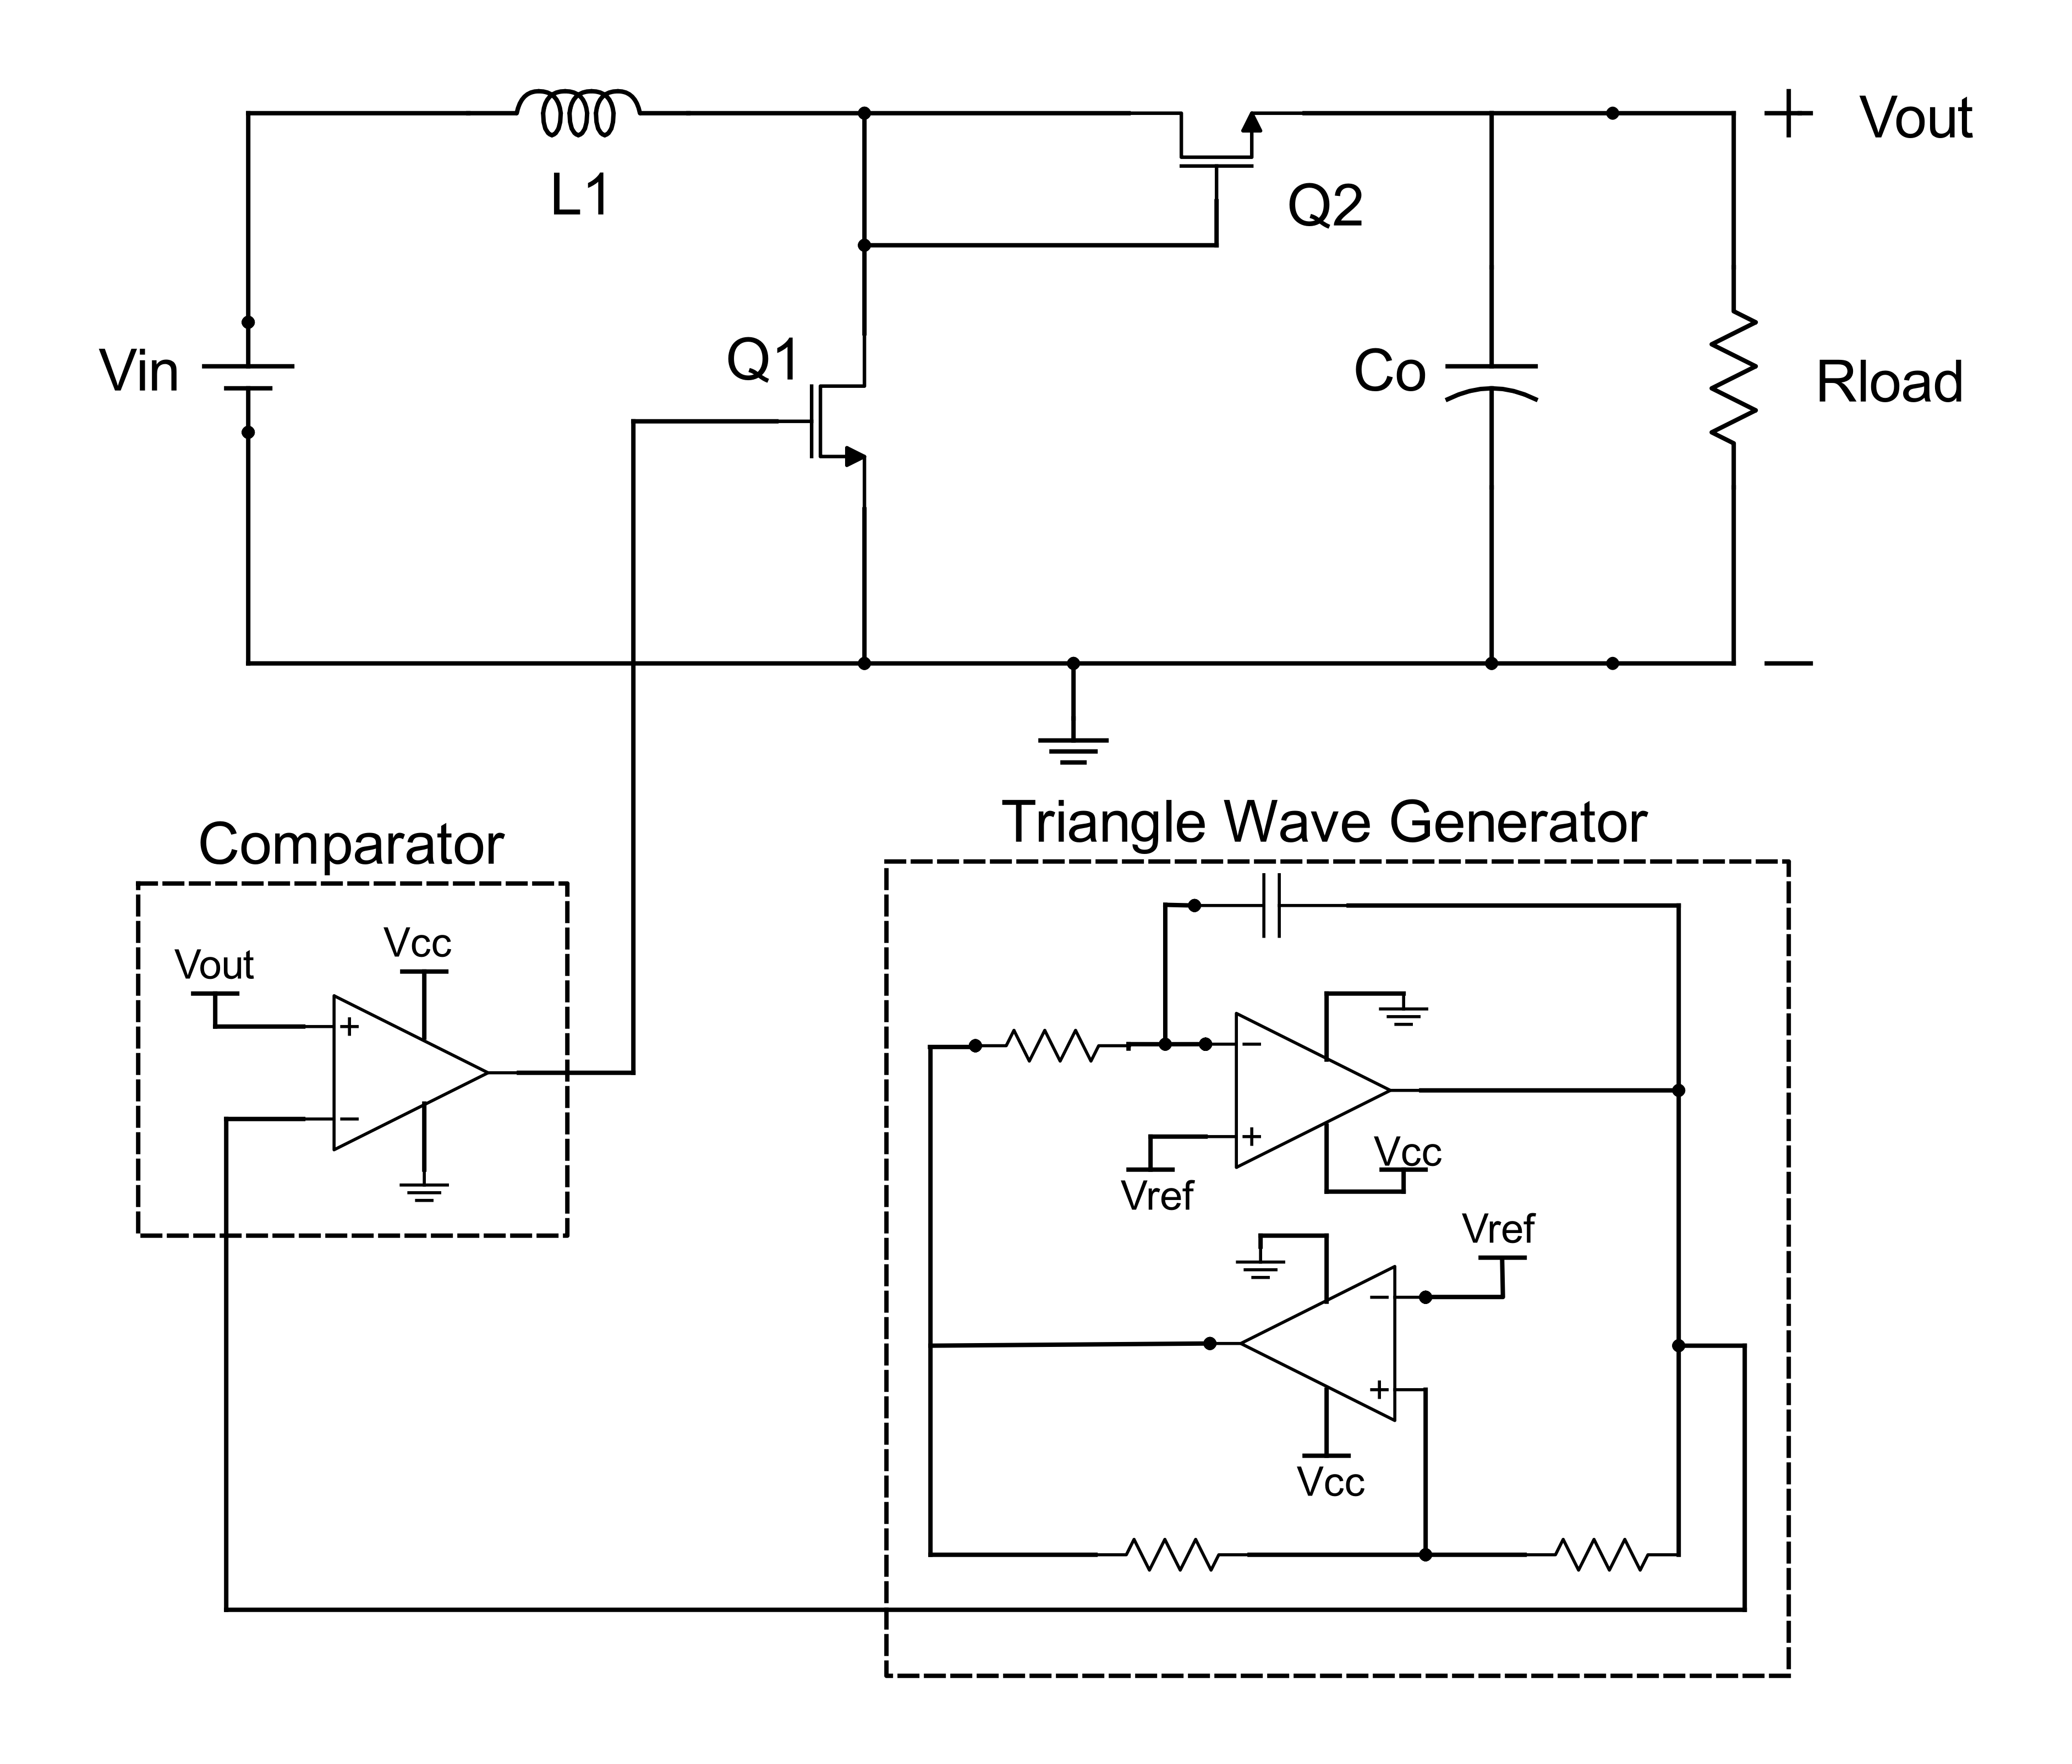 + Vout
L1
Q2
Q1
Vin
Co
Rload
−
Triangle Wave Generator
Comparator
Vcc
Vout
+
−
−
+
Vcc
Vref
Vref
−
+
Vcc